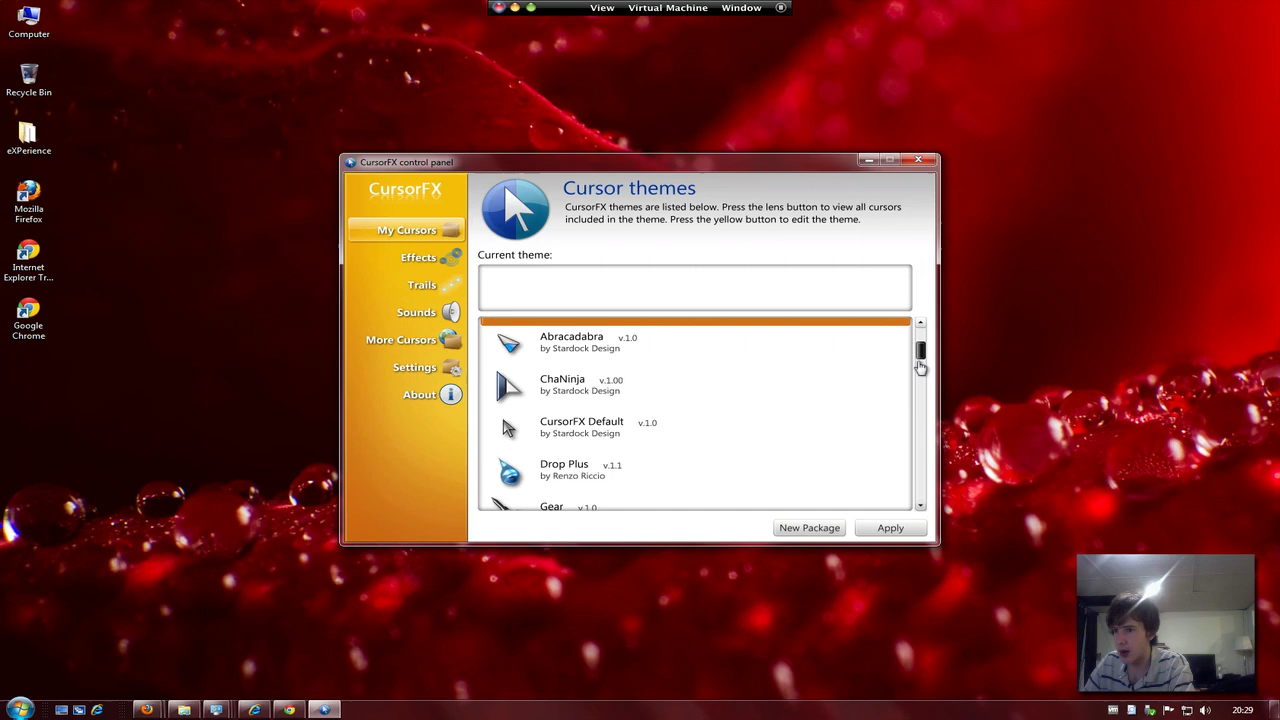 View Virtual Machine Window
Computer
Recycle Bin
eXPerience
Mozilla
Firefox
Internet
Explorer Tr...
Google
Chrome
CursorFX control panel
CursorFX
My Cursors
Effects
Trails
Sounds
More Cursors
Settings
About
Cursor themes
CursorFX themes are listed below. Press the lens button to view all cursors
included in the theme. Press the yellow button to edit the theme.
Current theme:
Abracadabra v.1.0
by Stardock Design
ChaNinja v.1.00
by Stardock Design
CursorFX Default v.1.0
by Stardock Design
Drop Plus v.1.1
by Renzo Riccio
Gear v.1.0
New Package Apply
20:29